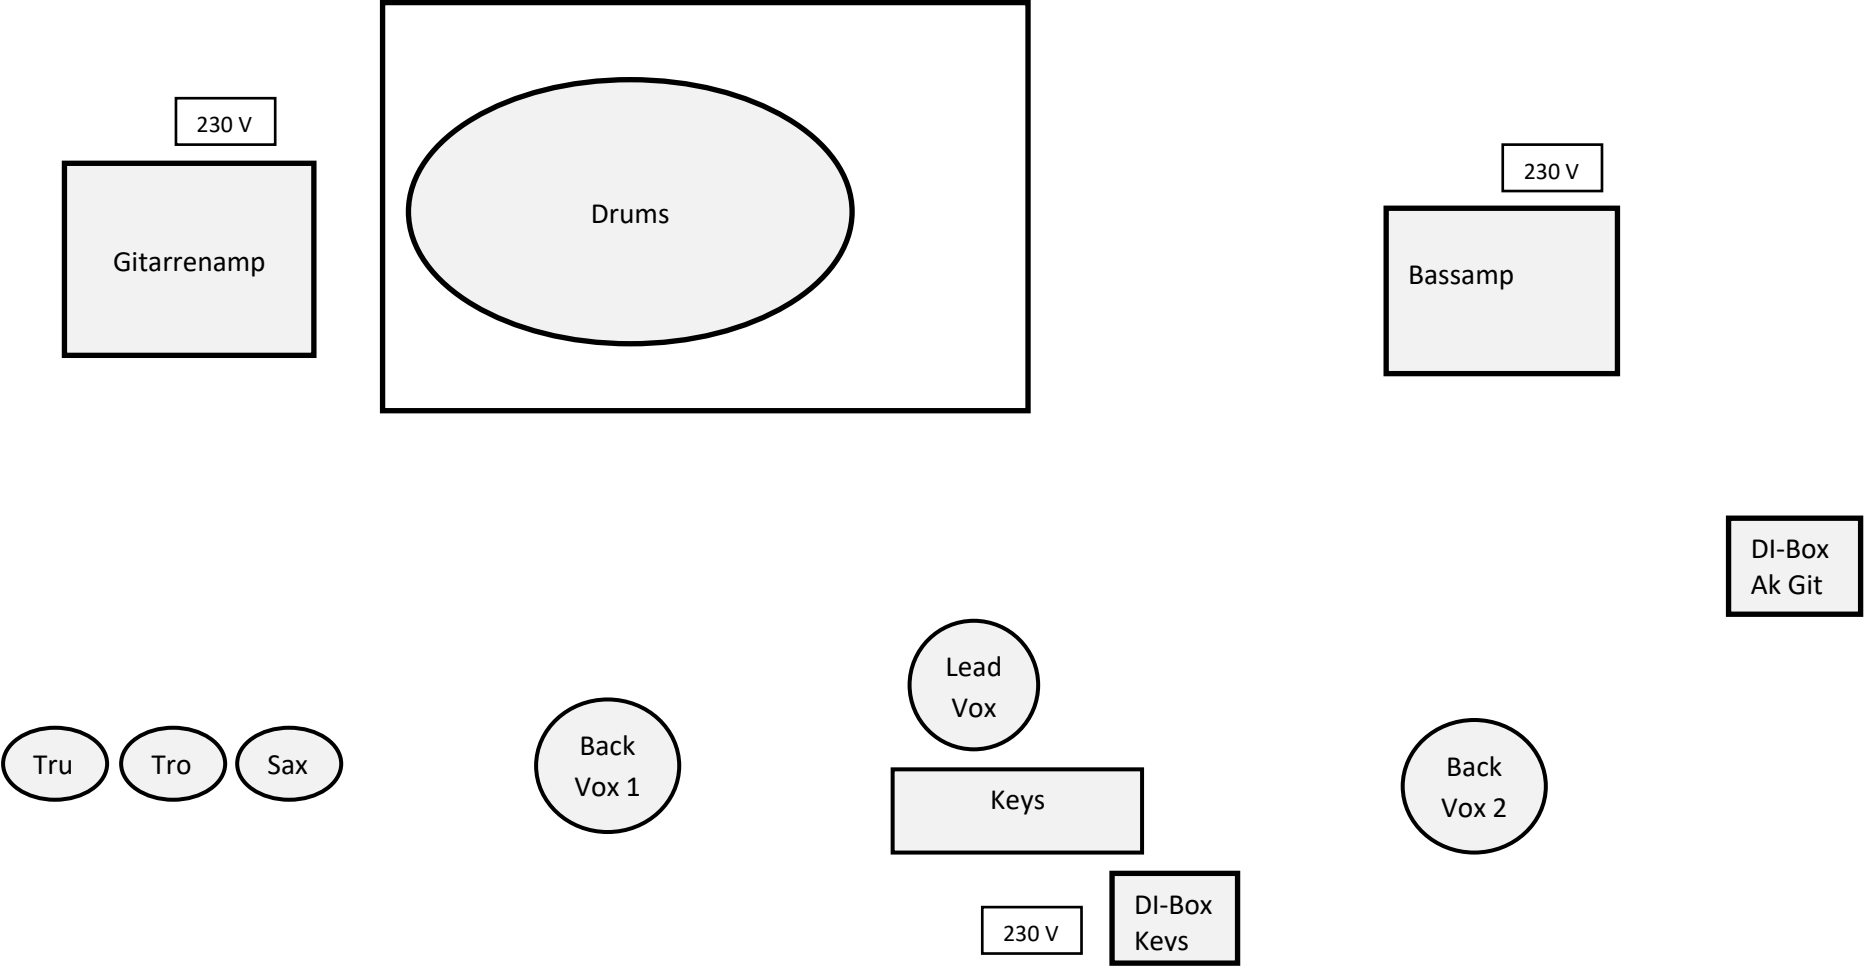 230 V
Gitarrenamp
Drums
230 V
Bassamp
DI-Box
Ak Git
Lead
Vox
Tru
Tro
Sax
Back
Vox 1
Keys
Back
Vox 2
230 V
DI-Box
Keys